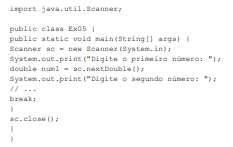 import java.util.Scanner;
public class Ex05 {
public static void main(String[] args) {
Scanner sc = new Scanner(System.in);
System.out.print("Digite o primeiro número: ");
double num1 = sc.nextDouble();
System.out.print("Digite o segundo número: ");
// ...
break;
}
sc.close();
}
}